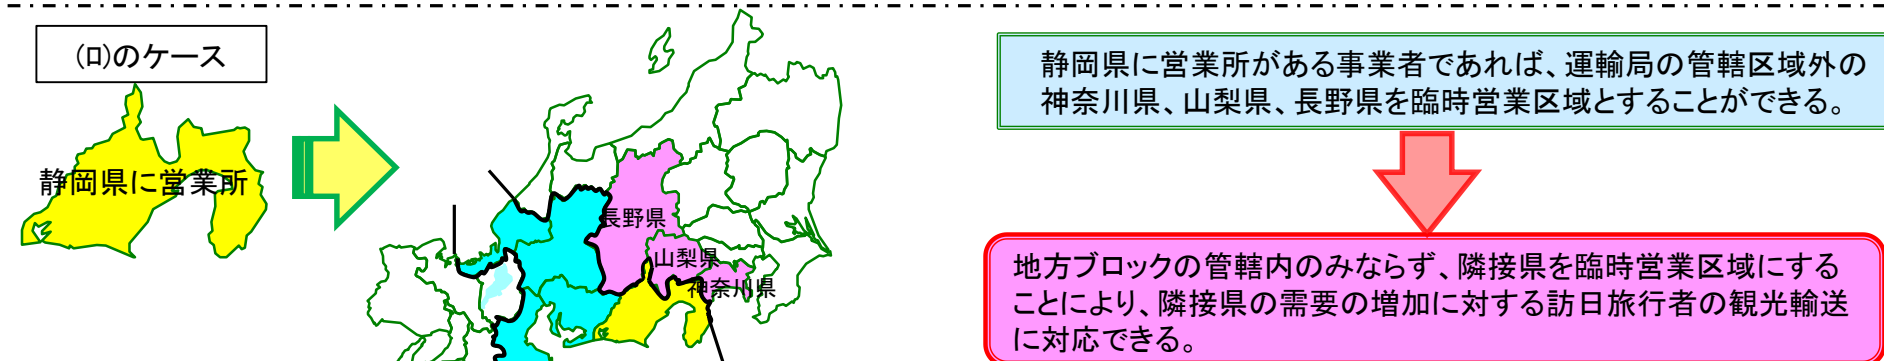 (ロ)のケース
静岡県に営業所
長野県
山梨県
神奈川県
静岡県に営業所がある事業者であれば、運輸局の管轄区域外の
神奈川県、山梨県、長野県を臨時営業区域とすることができる。
地方ブロックの管轄内のみならず、隣接県を臨時営業区域にする
ことにより、隣接県の需要の増加に対する訪日旅行者の観光輸送
に対応できる。